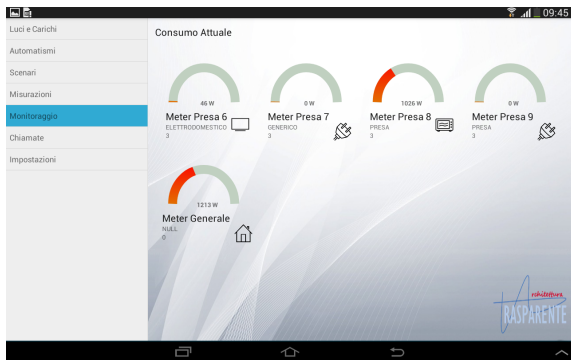 09:45
Luci e Carichi
Automatismi
Scenari
Misurazioni
Monitoraggio
Chiamate
Impostazioni
Consumo Attuale
46 W
Meter Presa 6
ELETTRODOMESTICO
3
0 W
Meter Presa 7
GENERICO
3
1026 W
Meter Presa 8
PRESA
3
0 W
Meter Presa 9
PRESA
3
1213 W
Meter Generale
NULL
0
Architettura
TRASPARENTE